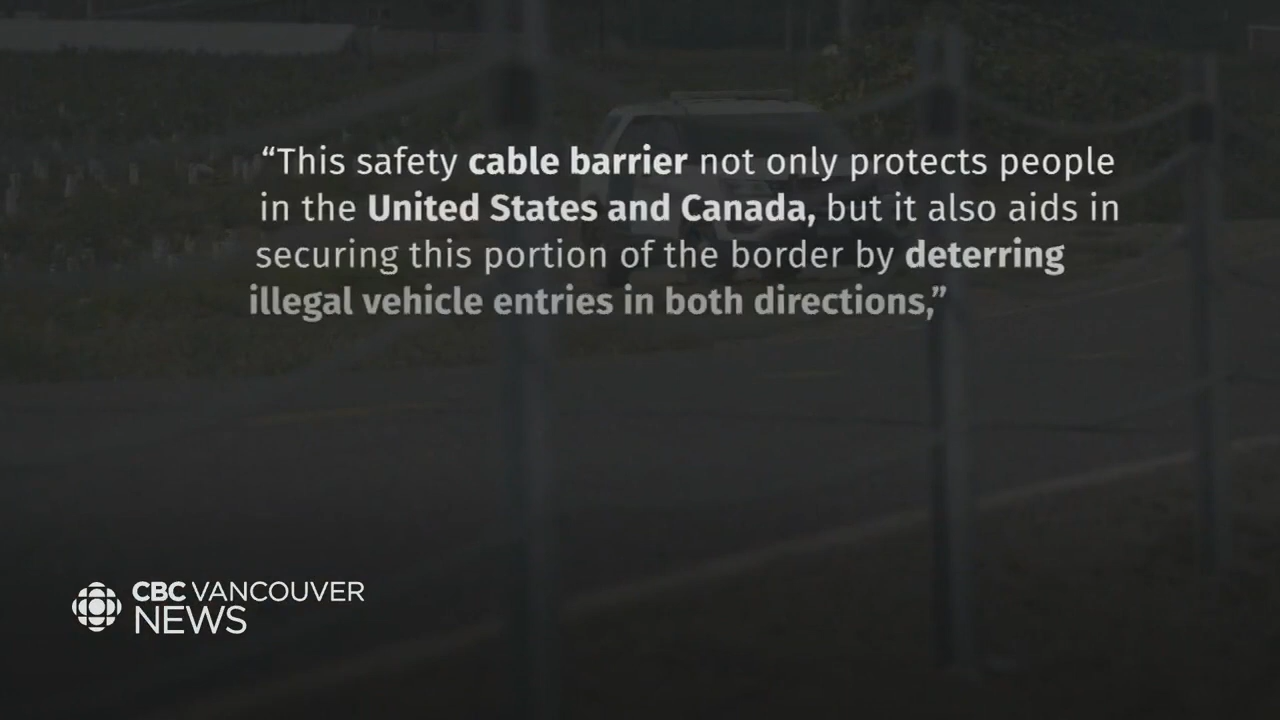 “This safety cable barrier not only protects people
in the United States and Canada, but it also aids in
securing this portion of the border by deterring
illegal vehicle entries in both directions,”
CBC VANCOUVER
NEWS